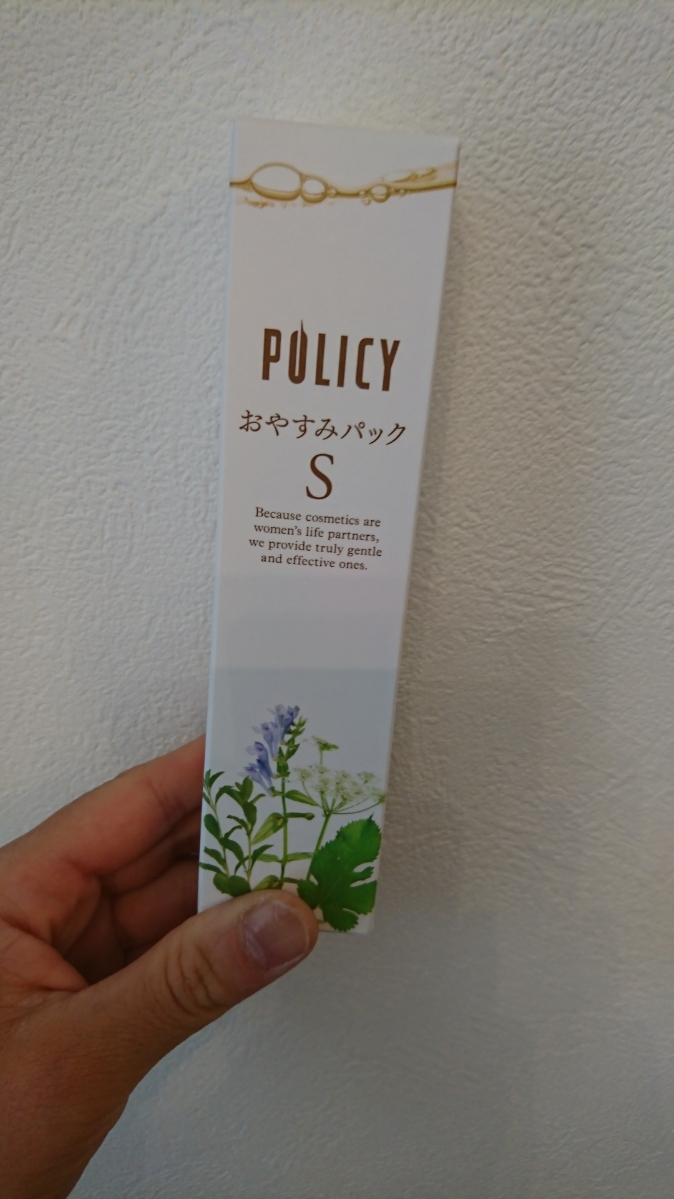 POLICY
おやすみパック
S
Because cosmetics are
women's life partners,
we provide truly gentle
and effective ones.